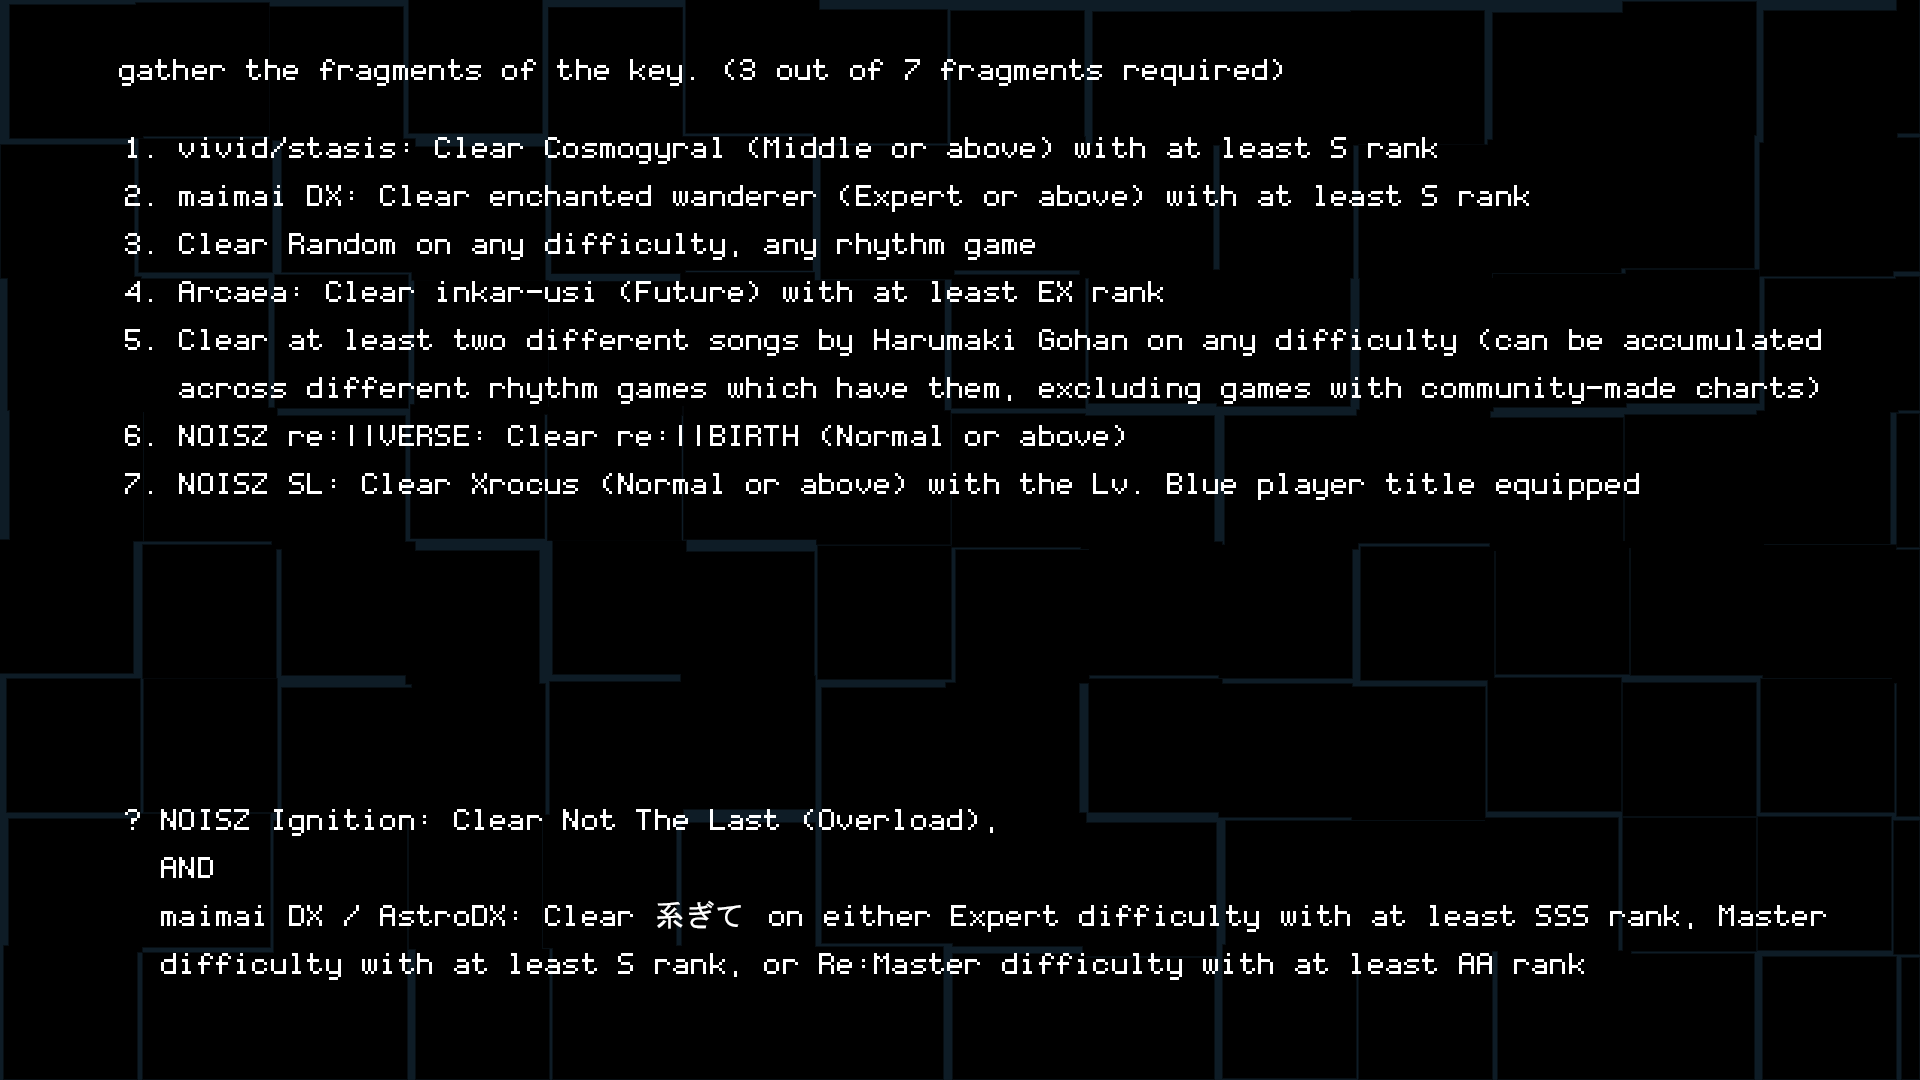 gather the fragments of the key. (3 out of 7 fragments required)
1. vivid/stasis: Clear Cosmogyral (Middle or above) with at least S rank
2. maimai DX: Clear enchanted wanderer (Expert or above) with at least S rank
3. Clear Random on any difficulty, any rhythm game
4. Arcaea: Clear inkar-usi (Future) with at least EX rank
5. Clear at least two different songs by Harumaki Gohan on any difficulty (can be accumulated
across different rhythm games which have them, excluding games with community-made charts)
6. NOISZ re:||VERSE: Clear re:||BIRTH (Normal or above)
7. NOISZ SL: Clear Xrocus (Normal or above) with the Lv. Blue player title equipped
? NOISZ Ignition: Clear Not The Last (Overload),
AND
maimai DX / AstroDX: Clear 系ぎて on either Expert difficulty with at least SSS rank, Master
difficulty with at least S rank, or Re:Master difficulty with at least AA rank